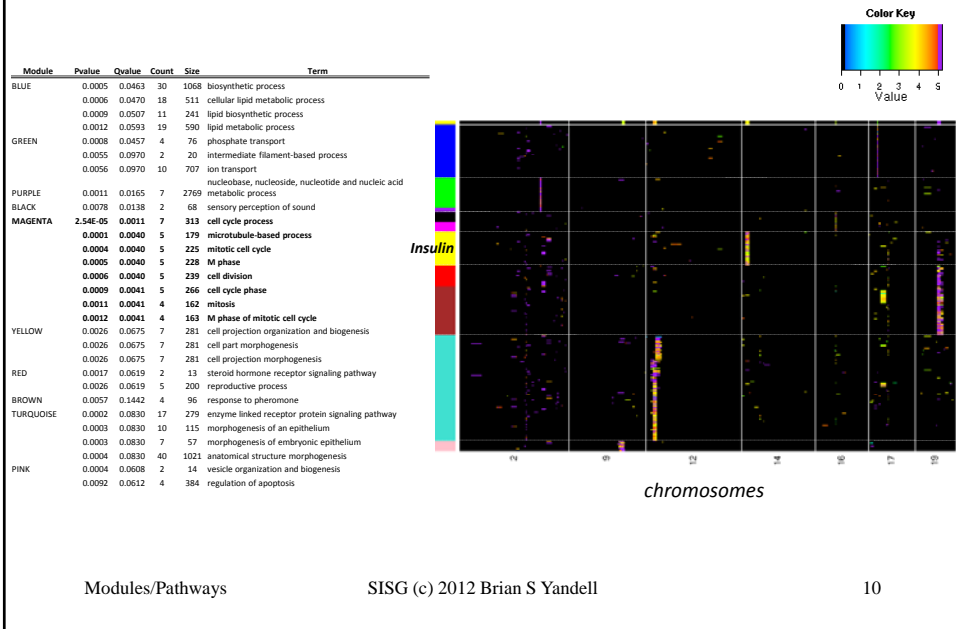 Color Key
0 1 2 3 4 5
Value
Module Pvalue Qvalue Count Size Term
BLUE 0.0005 0.0463 30 1068 biosynthetic process
0.0006 0.0470 18 511 cellular lipid metabolic process
0.0009 0.0507 11 241 lipid biosynthetic process
0.0012 0.0593 19 590 lipid metabolic process
GREEN 0.0008 0.0457 4 76 phosphate transport
0.0055 0.0970 2 20 intermediate filament-based process
0.0056 0.0970 10 707 ion transport
nucleobase, nucleoside, nucleotide and nucleic acid
PURPLE 0.0011 0.0165 7 2769 metabolic process
BLACK 0.0078 0.0138 2 68 sensory perception of sound
MAGENTA 2.54E-05 0.0011 7 313 cell cycle process
0.0001 0.0040 5 179 microtubule-based process
0.0004 0.0040 5 225 mitotic cell cycle
0.0005 0.0040 5 228 M phase
0.0006 0.0040 5 239 cell division
0.0009 0.0041 5 266 cell cycle phase
0.0011 0.0041 4 162 mitosis
0.0012 0.0041 4 163 M phase of mitotic cell cycle
YELLOW 0.0026 0.0675 7 281 cell projection organization and biogenesis
0.0026 0.0675 7 281 cell part morphogenesis
0.0026 0.0675 7 281 cell projection morphogenesis
RED 0.0017 0.0619 2 13 steroid hormone receptor signaling pathway
0.0026 0.0619 5 200 reproductive process
BROWN 0.0057 0.1442 4 96 response to pheromone
TURQUOISE 0.0002 0.0830 17 279 enzyme linked receptor protein signaling pathway
0.0003 0.0830 10 115 morphogenesis of an epithelium
0.0003 0.0830 7 57 morphogenesis of embryonic epithelium
0.0004 0.0830 40 1021 anatomical structure morphogenesis
PINK 0.0004 0.0608 2 14 vesicle organization and biogenesis
0.0092 0.0612 4 384 regulation of apoptosis
Insulin
2 9 12 14 16 17 19
chromosomes
Modules/Pathways SISG (c) 2012 Brian S Yandell 10